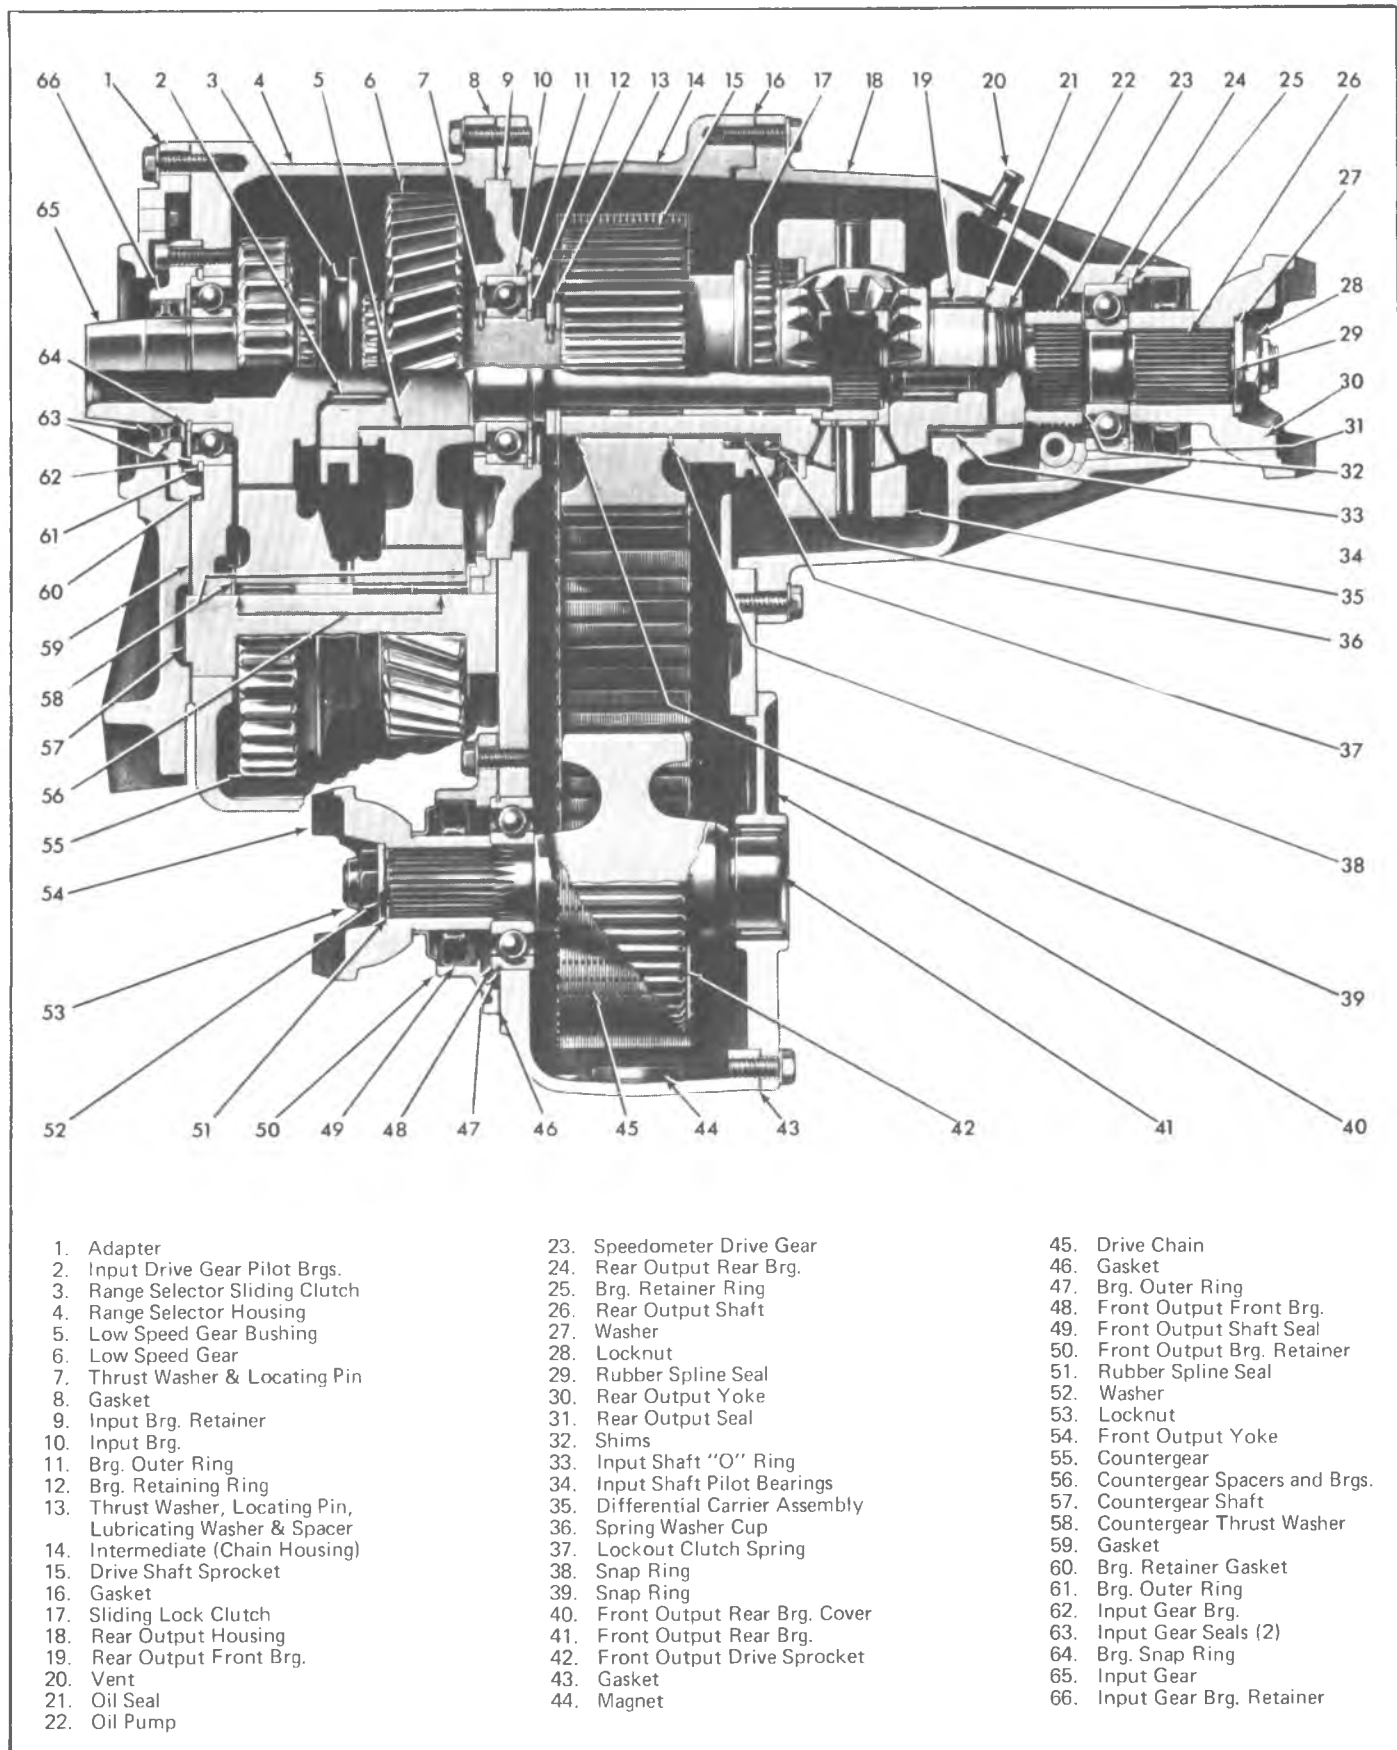 66 1 2 3 4 5 6 7 8 9 10 11 12 13 14 15 16 17 18 19 20 21 22 23 24 25 26
27
65
28
29
64
30
63
31
62
32
61
33
60
34
59
35
58
36
57
37
56
38
55
54
39
53
52 51 50 49 48 47 46 45 44 43 42 41 40
1. Adapter
2. Input Drive Gear Pilot Brgs.
3. Range Selector Sliding Clutch
4. Range Selector Housing
5. Low Speed Gear Bushing
6. Low Speed Gear
7. Thrust Washer & Locating Pin
8. Gasket
9. Input Brg. Retainer
10. Input Brg.
11. Brg. Outer Ring
12. Brg. Retaining Ring
13. Thrust Washer, Locating Pin,
Lubricating Washer & Spacer
14. Intermediate (Chain Housing)
15. Drive Shaft Sprocket
16. Gasket
17. Sliding Lock Clutch
18. Rear Output Housing
19. Rear Output Front Brg.
20. Vent
21. Oil Seal
22. Oil Pump
23. Speedometer Drive Gear
24. Rear Output Rear Brg.
25. Brg. Retainer Ring
26. Rear Output Shaft
27. Washer
28. Locknut
29. Rubber Spline Seal
30. Rear Output Yoke
31. Rear Output Seal
32. Shims
33. Input Shaft "O" Ring
34. Input Shaft Pilot Bearings
35. Differential Carrier Assembly
36. Spring Washer Cup
37. Lockout Clutch Spring
38. Snap Ring
39. Snap Ring
40. Front Output Rear Brg. Cover
41. Front Output Rear Brg.
42. Front Output Drive Sprocket
43. Gasket
44. Magnet
45. Drive Chain
46. Gasket
47. Brg. Outer Ring
48. Front Output Front Brg.
49. Front Output Shaft Seal
50. Front Output Brg. Retainer
51. Rubber Spline Seal
52. Washer
53. Locknut
54. Front Output Yoke
55. Countergear
56. Countergear Spacers and Brgs.
57. Countergear Shaft
58. Countergear Thrust Washer
59. Gasket
60. Brg. Retainer Gasket
61. Brg. Outer Ring
62. Input Gear Brg.
63. Input Gear Seals (2)
64. Brg. Snap Ring
65. Input Gear
66. Input Gear Brg. Retainer